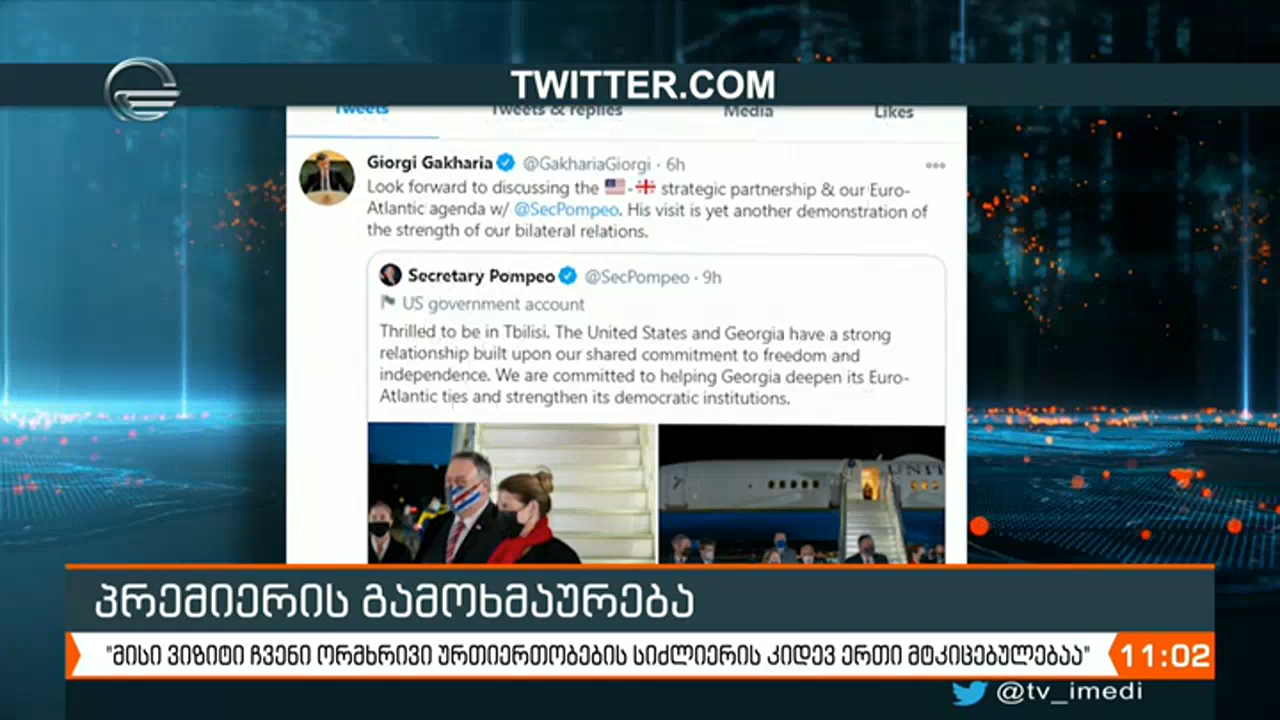 TWITTER.COM
Tweets Tweets & replies Media Likes
Giorgi Gakharia @GakhariaGiorgi · 6h
Look forward to discussing the 🇺🇸-🇬🇪 strategic partnership & our Euro-
Atlantic agenda w/ @SecPompeo. His visit is yet another demonstration of
the strength of our bilateral relations.
Secretary Pompeo @SecPompeo · 9h
US government account
Thrilled to be in Tbilisi. The United States and Georgia have a strong
relationship built upon our shared commitment to freedom and
independence. We are committed to helping Georgia deepen its Euro-
Atlantic ties and strengthen its democratic institutions.
UNIT
პრემიერის გამოხმაურება
"მისი ვიზიტი ჩვენი ორმხრივი ურთიერთობების სიძლიერის კიდევ ერთი მტკიცებულებაა"
11:02
@tv_imedi